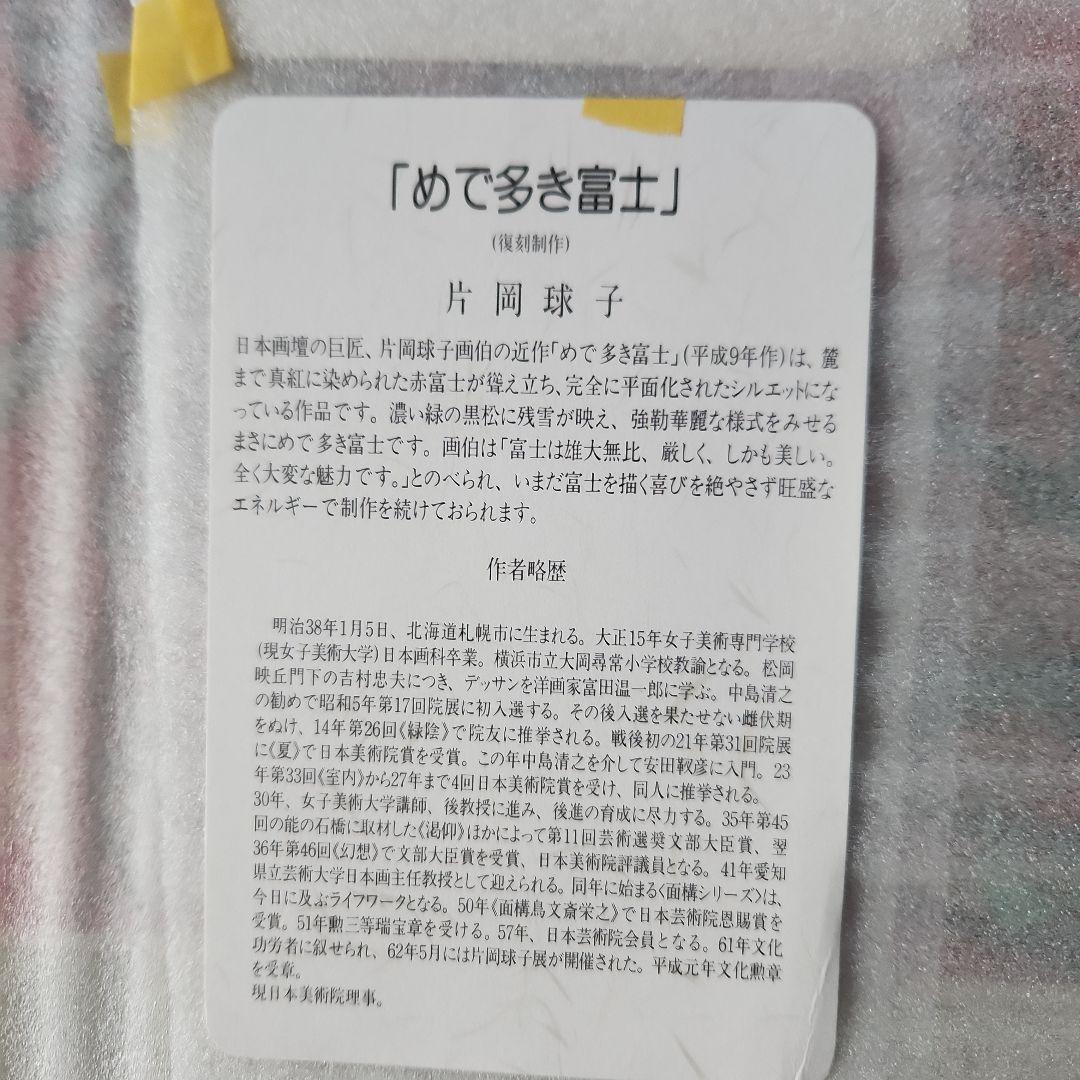 「めで多き富士」
(復刻制作)
片岡球子
日本画壇の巨匠、片岡球子画伯の近作「めで多き富士」(平成9年作)は、麓
まで真紅に染められた赤富士が聳え立ち、完全に平面化されたシルエットにな
っている作品です。濃い緑の黒松に残雪が映え、強勒華麗な様式をみせる
まさにめで多き富士です。画伯は「富士は雄大無比、厳しく、しかも美しい。
全く大変な魅力です。」とのべられ、いまだ富士を描く喜びを絶やさず旺盛な
エネルギーで制作を続けておられます。
作者略歴
明治38年1月5日、北海道札幌市に生まれる。大正15年女子美術専門学校
(現女子美術大学)日本画科卒業。横浜市立大岡尋常小学校教諭となる。松岡
映丘門下の吉村忠夫につき、デッサンを洋画家富田温一郎に学ぶ。中島清之
の勧めで昭和5年第17回院展に初入選する。その後入選を果たせない雌伏期
をぬけ、14年第26回《緑陰》で院友に推挙される。戦後初の21年第31回院展
に《夏》で日本美術院賞を受賞。この年中島清之を介して安田靫彦に入門。23
年第33回《室内》から27年まで4回日本美術院賞を受け、同人に推挙される。
30年、女子美術大学講師、後教授に進み、後進の育成に尽力する。35年第45
回の能の石橋に取材した《渇仰》ほかによって第11回芸術選奨文部大臣賞、翌
36年第46回《幻想》で文部大臣賞を受賞、日本美術院評議員となる。41年愛知
県立芸術大学日本画主任教授として迎えられる。同年に始まる〈面構シリーズ〉は、
今日に及ぶライフワークとなる。50年《面構鳥文斎栄之》で日本芸術院恩賜賞を
受賞。51年勲三等瑞宝章を受ける。57年、日本芸術院会員となる。61年文化
功労者に叙せられ、62年5月には片岡球子展が開催された。平成元年文化勲章
を受章。
現日本美術院理事。